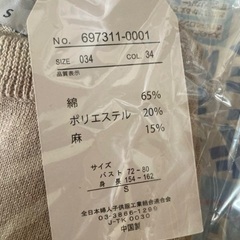 S
No. 697311-0001
SIZE 034 COL. 34
品質表示
綿 65%
ポリエステル 20%
麻 15%
サイズ
バスト 72-80
身長 154-162
S
全日本婦人子供服工業組合連合会
J-TK 0030
中国製